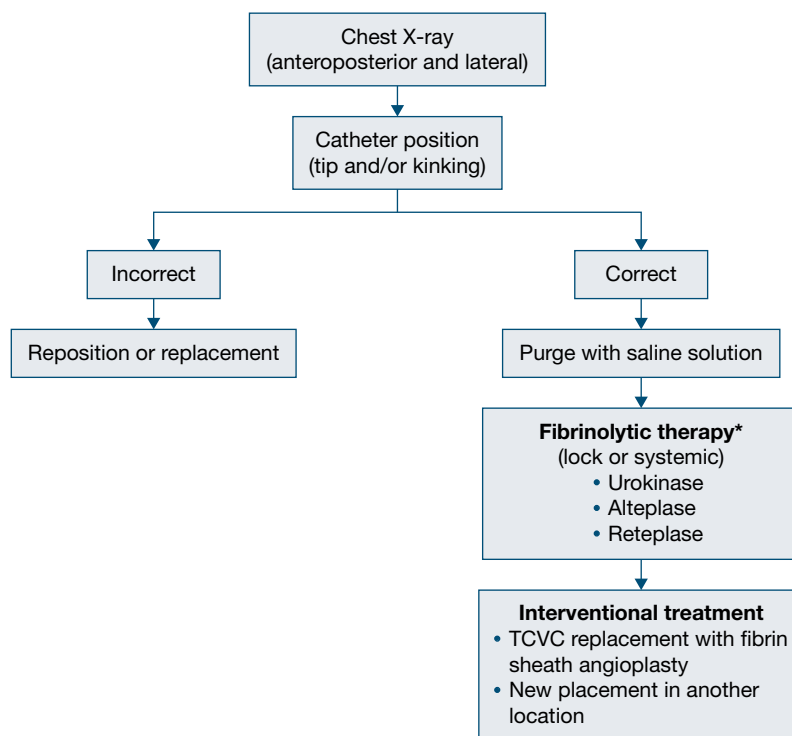 Chest X-ray
(anteroposterior and lateral)
Catheter position
(tip and/or kinking)
Incorrect
Correct
Reposition or replacement
Purge with saline solution
Fibrinolytic therapy*
(lock or systemic)
• Urokinase
• Alteplase
• Reteplase
Interventional treatment
• TCVC replacement with fibrin
sheath angioplasty
• New placement in another
location